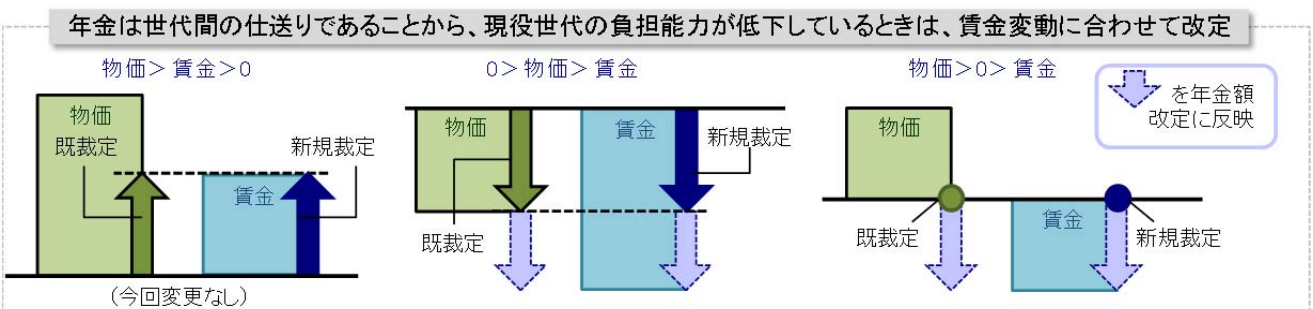 年金は世代間の仕送りであることから、現役世代の負担能力が低下しているときは、賃金変動に合わせて改定
物価＞賃金＞0
物価
既裁定
新規裁定
賃金
（今回変更なし）
0＞物価＞賃金
物価
賃金
新規裁定
既裁定
物価＞0＞賃金
物価
既裁定
賃金
新規裁定
を年金額
改定に反映